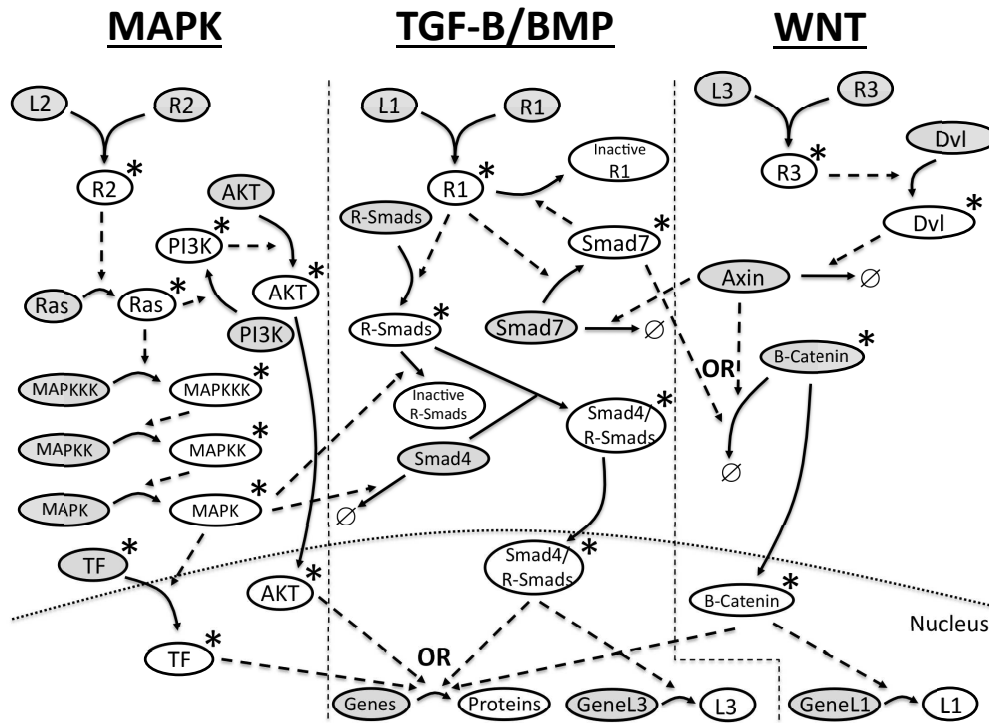 MAPK
TGF-B/BMP
WNT
L2
R2
R2*
AKT
PI3K*
AKT*
Ras
Ras*
PI3K
MAPKKK
MAPKKK*
MAPKK
MAPKK*
MAPK
MAPK*
TF*
AKT*
TF*
L1
R1
R1*
Inactive
R1
R-Smads
Smad7*
R-Smads*
Smad7
∅
Inactive
R-Smads
Smad4/
R-Smads*
Smad4
∅
Smad4/
R-Smads*
OR
Genes
Proteins
GeneL3
L3
L3
R3
R3*
Dvl
Dvl*
Axin
∅
OR
B-Catenin*
∅
B-Catenin*
Nucleus
GeneL1
L1